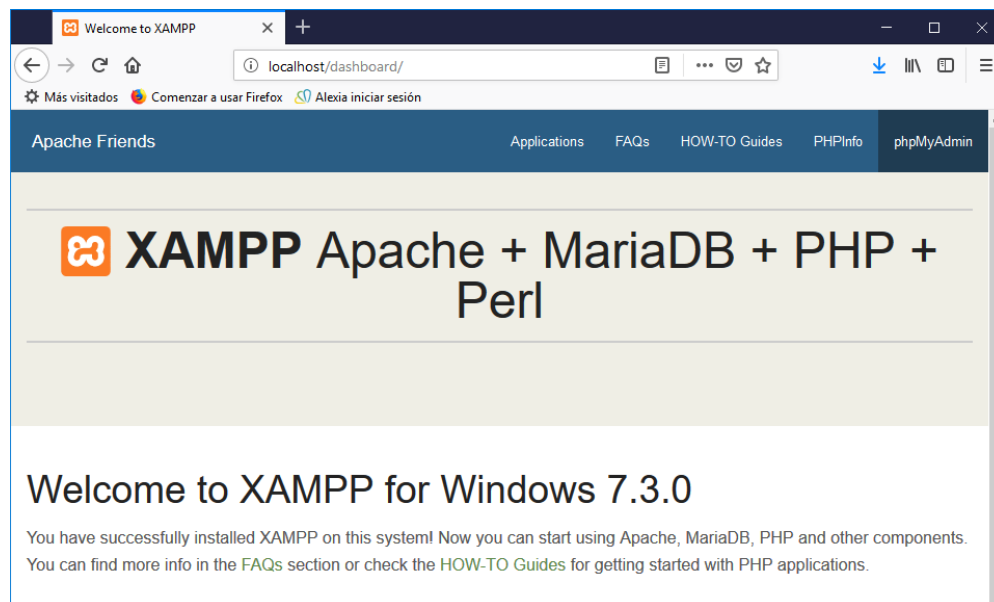 Welcome to XAMPP
localhost/dashboard/
Más visitados Comenzar a usar Firefox Alexia iniciar sesión
Apache Friends Applications FAQs HOW-TO Guides PHPInfo phpMyAdmin
XAMPP Apache + MariaDB + PHP +
Perl
Welcome to XAMPP for Windows 7.3.0
You have successfully installed XAMPP on this system! Now you can start using Apache, MariaDB, PHP and other components.
You can find more info in the FAQs section or check the HOW-TO Guides for getting started with PHP applications.